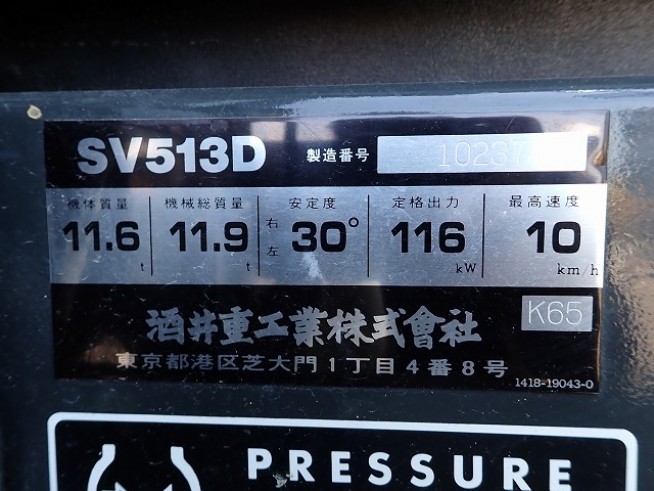 SV513D 製造番号
機体質量 機械総質量 安定度 定格出力 最高速度
11.6 t 11.9 t 右 左 30° 116 kW 10 km/h
K65
酒井重工業株式會社
東京都港区芝大門1丁目4番8号
1418-19043-0
PRESSURE